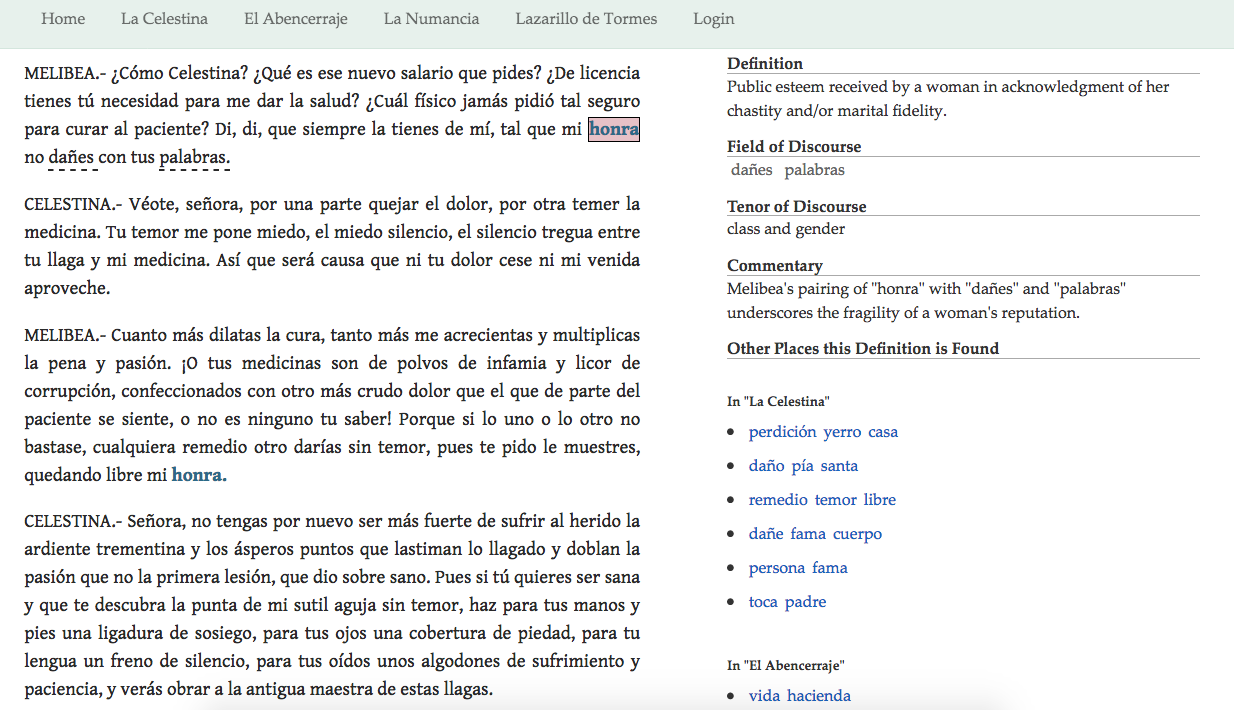 Home La Celestina El Abencerraje La Numancia Lazarillo de Tormes Login
MELIBEA.- ¿Cómo Celestina? ¿Qué es ese nuevo salario que pides? ¿De licencia
tienes tú necesidad para me dar la salud? ¿Cuál físico jamás pidió tal seguro
para curar al paciente? Di, di, que siempre la tienes de mí, tal que mi honra
no dañes con tus palabras.
CELESTINA.- Véote, señora, por una parte quejar el dolor, por otra temer la
medicina. Tu temor me pone miedo, el miedo silencio, el silencio tregua entre
tu llaga y mi medicina. Así que será causa que ni tu dolor cese ni mi venida
aproveche.
MELIBEA.- Cuanto más dilatas la cura, tanto más me acrecientas y multiplicas
la pena y pasión. ¡O tus medicinas son de polvos de infamia y licor de
corrupción, confeccionados con otro más crudo dolor que el que de parte del
paciente se siente, o no es ninguno tu saber! Porque si lo uno o lo otro no
bastase, cualquiera remedio otro darías sin temor, pues te pido le muestres,
quedando libre mi honra.
CELESTINA.- Señora, no tengas por nuevo ser más fuerte de sufrir al herido la
ardiente trementina y los ásperos puntos que lastiman lo llagado y doblan la
pasión que no la primera lesión, que dio sobre sano. Pues si tú quieres ser sana
y que te descubra la punta de mi sutil aguja sin temor, haz para tus manos y
pies una ligadura de sosiego, para tus ojos una cobertura de piedad, para tu
lengua un freno de silencio, para tus oídos unos algodones de sufrimiento y
paciencia, y verás obrar a la antigua maestra de estas llagas.
Definition
Public esteem received by a woman in acknowledgment of her
chastity and/or marital fidelity.
Field of Discourse
dañes palabras
Tenor of Discourse
class and gender
Commentary
Melibea's pairing of "honra" with "dañes" and "palabras"
underscores the fragility of a woman's reputation.
Other Places this Definition is Found
In "La Celestina"
perdición yerro casa
daño pía santa
remedio temor libre
dañe fama cuerpo
persona fama
toca padre
In "El Abencerraje"
vida hacienda